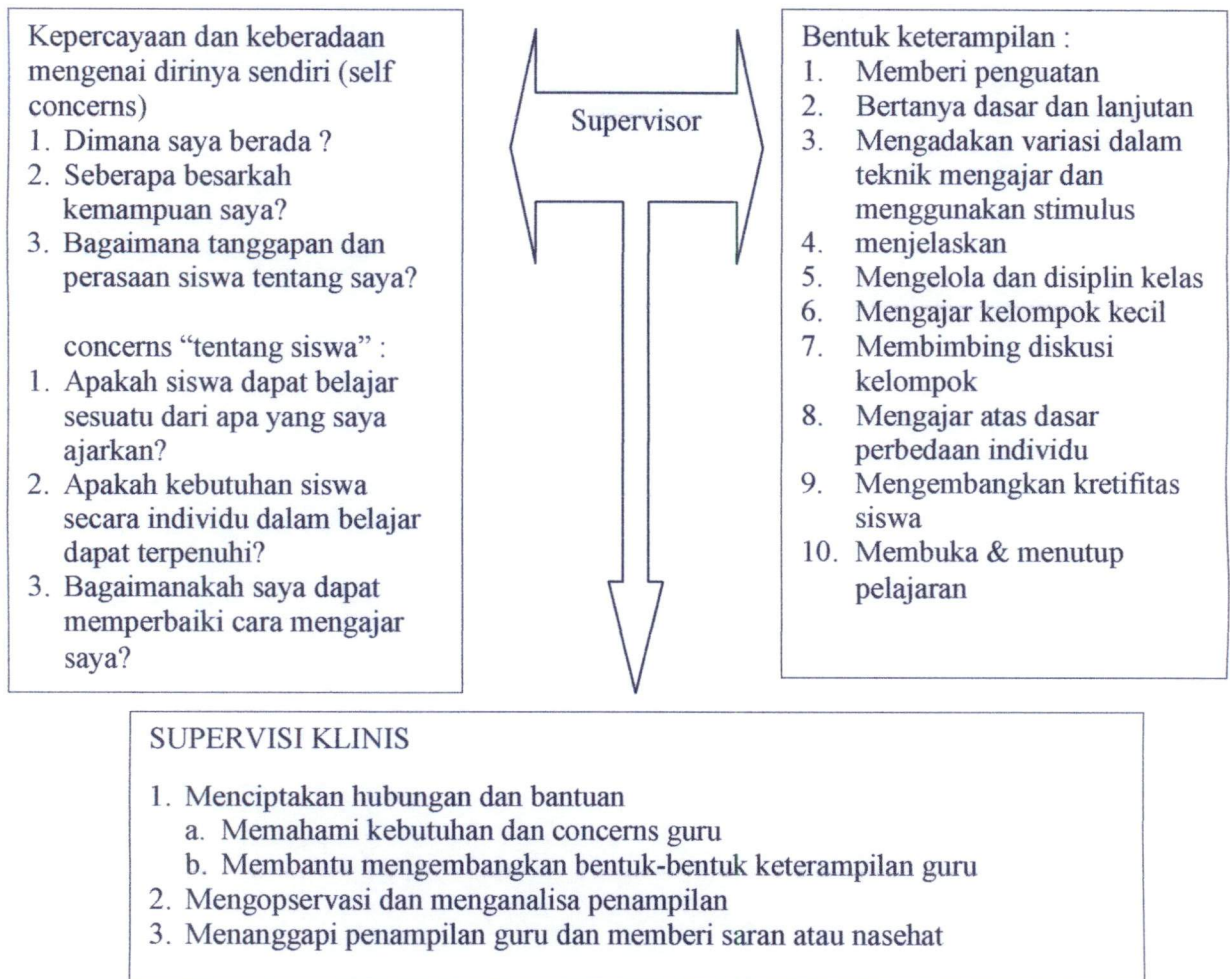 Kepercayaan dan keberadaan
mengenai dirinya sendiri (self
concerns)
1. Dimana saya berada ?
2. Seberapa besarkah
kemampuan saya?
3. Bagaimana tanggapan dan
perasaan siswa tentang saya?
concerns “tentang siswa” :
1. Apakah siswa dapat belajar
sesuatu dari apa yang saya
ajarkan?
2. Apakah kebutuhan siswa
secara individu dalam belajar
dapat terpenuhi?
3. Bagaimanakah saya dapat
memperbaiki cara mengajar
saya?
Supervisor
Bentuk keterampilan :
1. Memberi penguatan
2. Bertanya dasar dan lanjutan
3. Mengadakan variasi dalam
teknik mengajar dan
menggunakan stimulus
4. menjelaskan
5. Mengelola dan disiplin kelas
6. Mengajar kelompok kecil
7. Membimbing diskusi
kelompok
8. Mengajar atas dasar
perbedaan individu
9. Mengembangkan kretifitas
siswa
10. Membuka & menutup
pelajaran
SUPERVISI KLINIS
1. Menciptakan hubungan dan bantuan
a. Memahami kebutuhan dan concerns guru
b. Membantu mengembangkan bentuk-bentuk keterampilan guru
2. Mengopservasi dan menganalisa penampilan
3. Menanggapi penampilan guru dan memberi saran atau nasehat